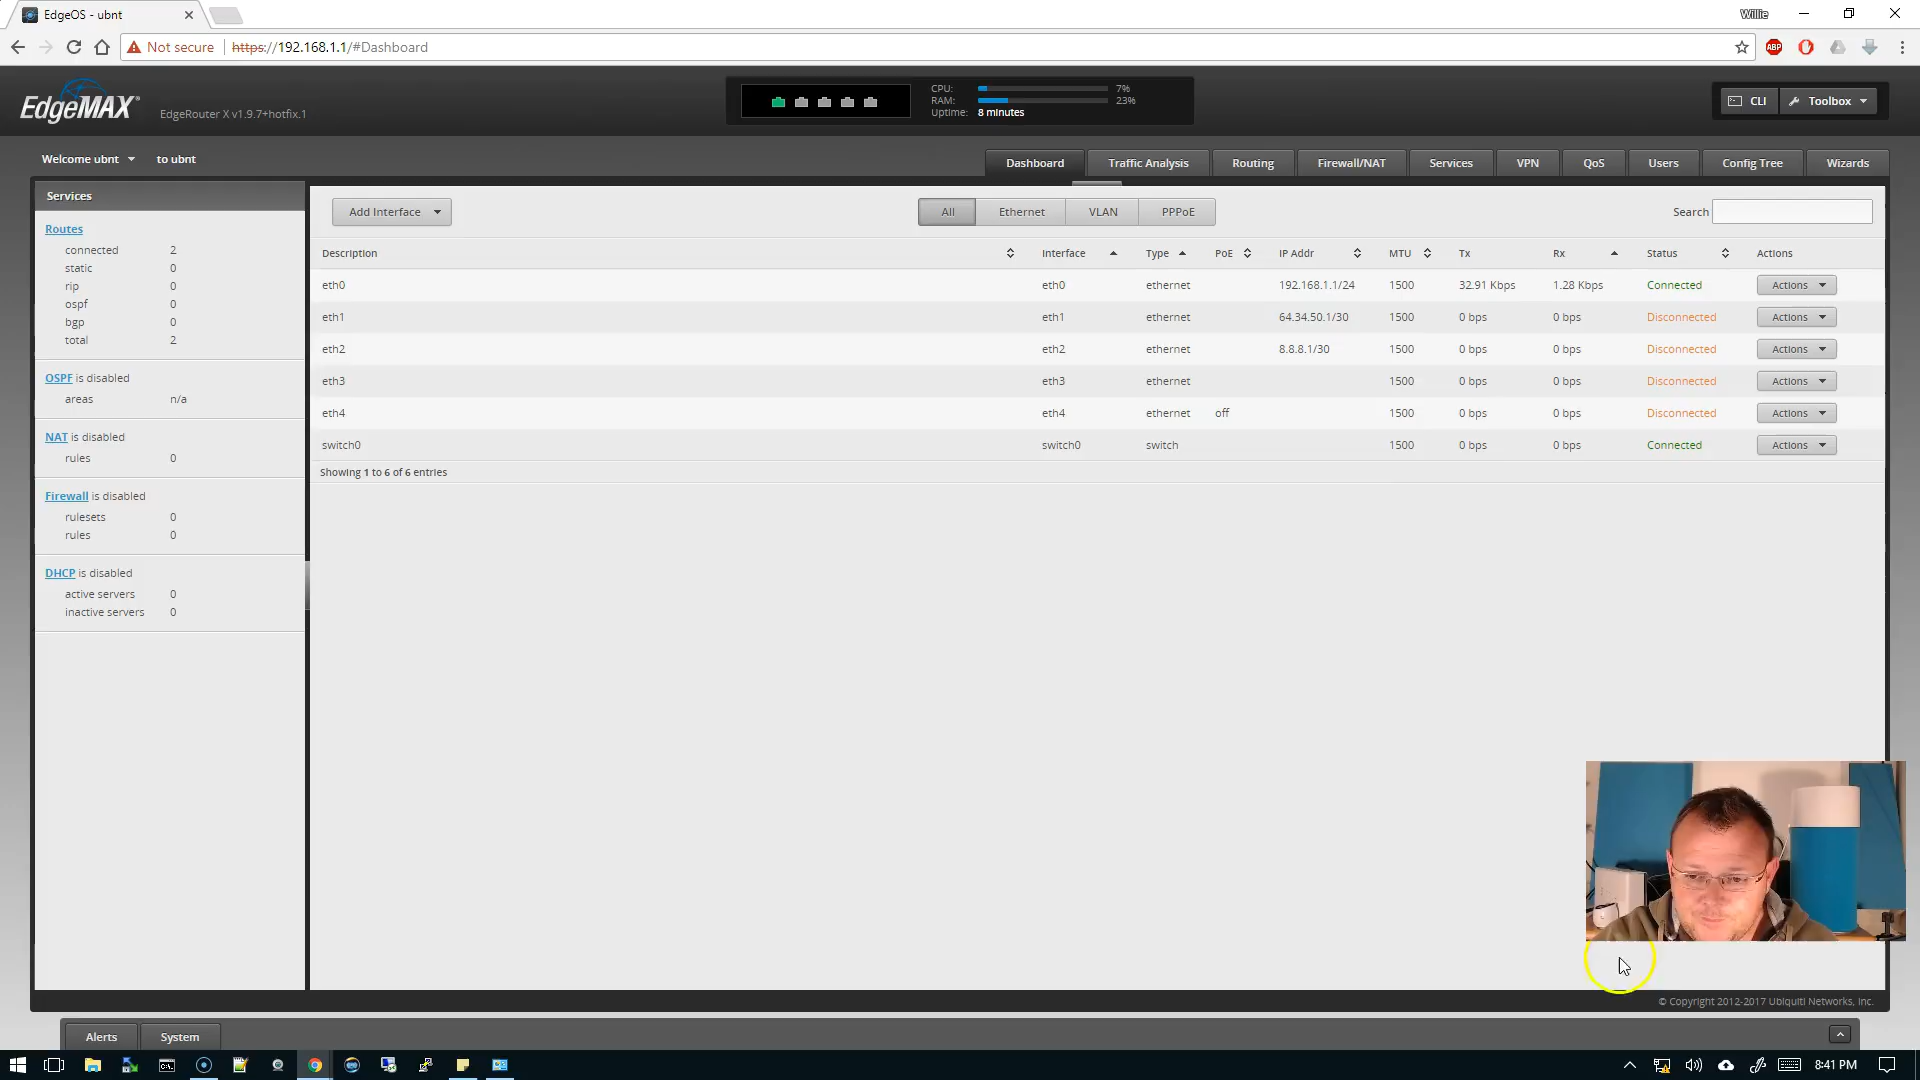 EdgeOS - ubnt
Willie
Not secure
https://192.168.1.1/#Dashboard
ABP
EdgeMAX
EdgeRouter X v1.9.7+hotfix.1
CPU: 7%
RAM: 23%
Uptime: 8 minutes
CLI
Toolbox
Welcome ubnt to ubnt
Dashboard Traffic Analysis Routing Firewall/NAT Services VPN QoS Users Config Tree Wizards
Services
Routes
connected 2
static 0
rip 0
ospf 0
bgp 0
total 2
OSPF is disabled
areas n/a
NAT is disabled
rules 0
Firewall is disabled
rulesets 0
rules 0
DHCP is disabled
active servers 0
inactive servers 0
Add Interface All Ethernet VLAN PPPoE Search
Description Interface Type PoE IP Addr MTU Tx Rx Status Actions
eth0 eth0 ethernet 192.168.1.1/24 1500 32.91 Kbps 1.28 Kbps Connected Actions
eth1 eth1 ethernet 64.34.50.1/30 1500 0 bps 0 bps Disconnected Actions
eth2 eth2 ethernet 8.8.8.1/30 1500 0 bps 0 bps Disconnected Actions
eth3 eth3 ethernet 1500 0 bps 0 bps Disconnected Actions
eth4 eth4 ethernet off 1500 0 bps 0 bps Disconnected Actions
switch0 switch0 switch 1500 0 bps 0 bps Connected Actions
Showing 1 to 6 of 6 entries
© Copyright 2012-2017 Ubiquiti Networks, Inc.
Alerts System
8:41 PM